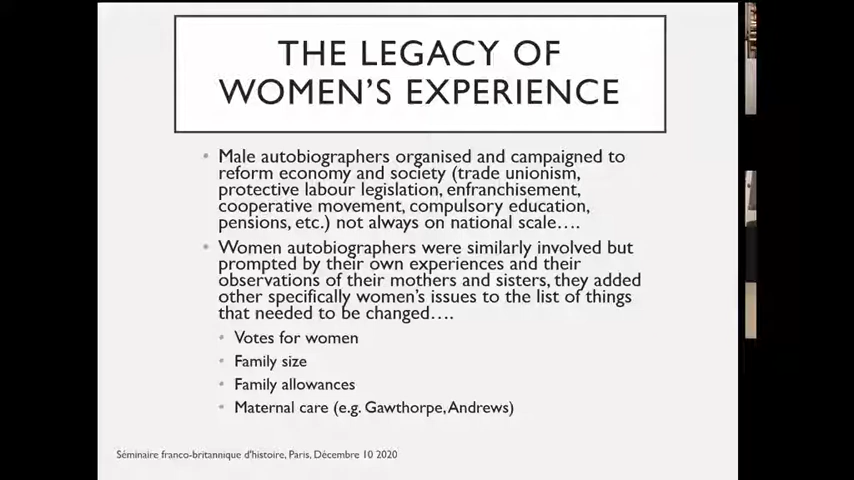 THE LEGACY OF
WOMEN'S EXPERIENCE
• Male autobiographers organised and campaigned to
reform economy and society (trade unionism,
protective labour legislation, enfranchisement,
cooperative movement, compulsory education,
pensions, etc.) not always on national scale….
• Women autobiographers were similarly involved but
prompted by their own experiences and their
observations of their mothers and sisters, they added
other specifically women's issues to the list of things
that needed to be changed….
• Votes for women
• Family size
• Family allowances
• Maternal care (e.g. Gawthorpe, Andrews)
Séminaire franco-britannique d'histoire, Paris, Décembre 10 2020